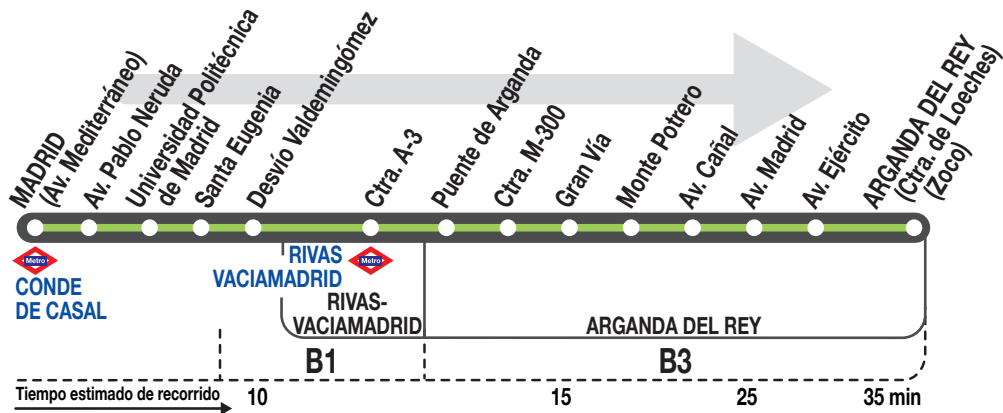 MADRID
(Av. Mediterráneo)
Av. Pablo Neruda
Universidad Politécnica
de Madrid
Santa Eugenia
Desvío Valdemingómez
Ctra. A-3
Puente de Arganda
Ctra. M-300
Gran Vía
Monte Potrero
Av. Cañal
Av. Madrid
Av. Ejército
ARGANDA DEL REY
(Ctra. de Loeches)
(Zoco)
Metro
CONDE
DE CASAL
RIVAS
VACIAMADRID
Metro
RIVAS-
VACIAMADRID
ARGANDA DEL REY
B1
B3
Tiempo estimado de recorrido
10
15
25
35 min